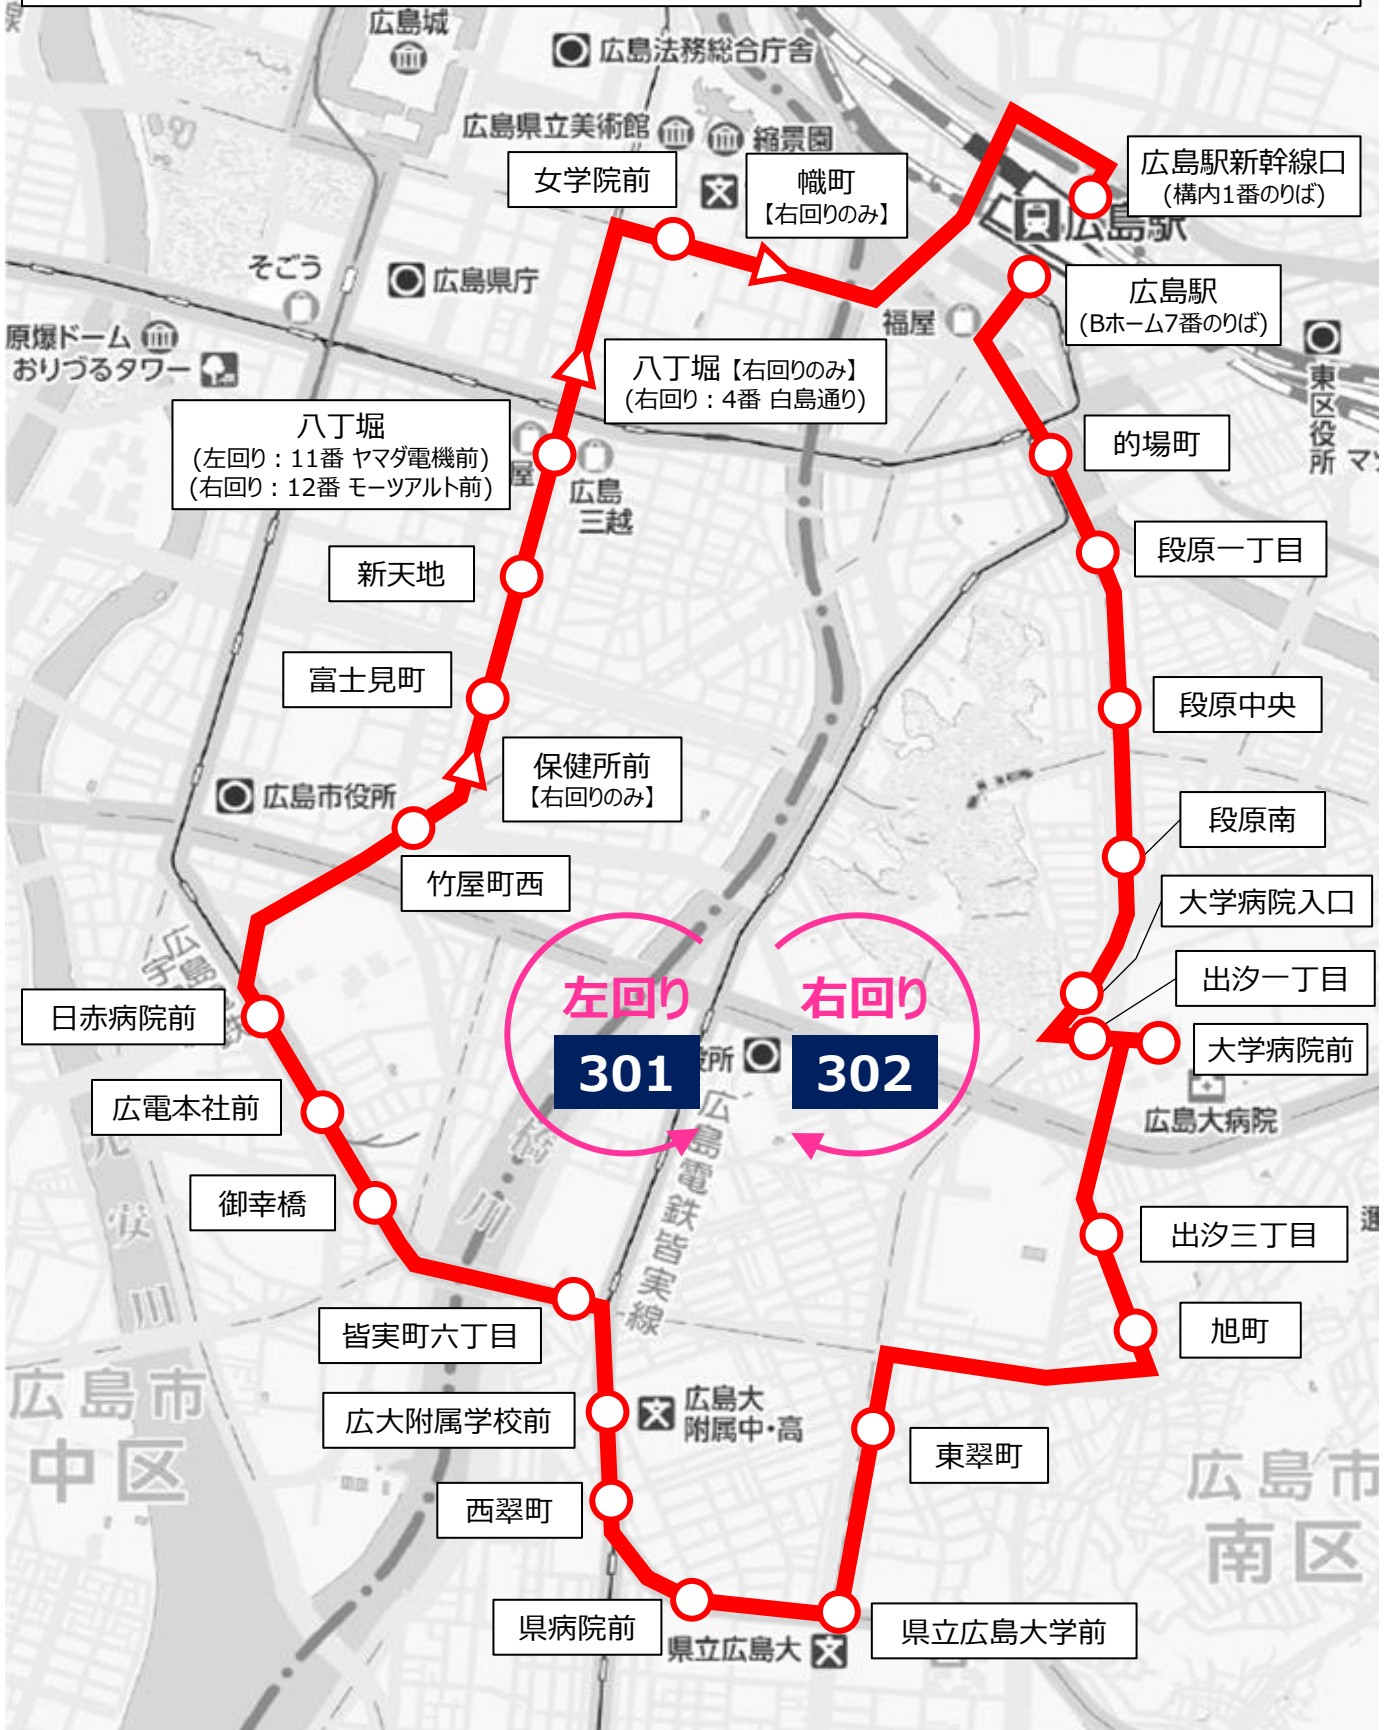 広島城
広島法務総合庁舎
広島県立美術館
縮景園
女学院前
幟町
【右回りのみ】
広島駅新幹線口
(構内1番のりば)
広島駅
そごう
広島県庁
広島駅
(Bホーム7番のりば)
福屋
原爆ドーム
おりづるタワー
東区役所
八丁堀【右回りのみ】
(右回り：4番 白島通り)
八丁堀
(左回り：11番 ヤマダ電機前)
(右回り：12番 モーツアルト前)
屋
広島
三越
的場町
マツ
新天地
段原一丁目
富士見町
段原中央
保健所前
【右回りのみ】
広島市役所
段原南
竹屋町西
大学病院入口
出汐一丁目
日赤病院前
左回り
301
右回り
302
役所
大学病院前
広電本社前
広島大病院
広島電鉄皆実線
橋
川
御幸橋
安
川
出汐三丁目
皆実町六丁目
旭町
広島市
中区
広島大
附属中・高
広大附属学校前
東翠町
西翠町
広島市
南区
県病院前
県立広島大
県立広島大学前